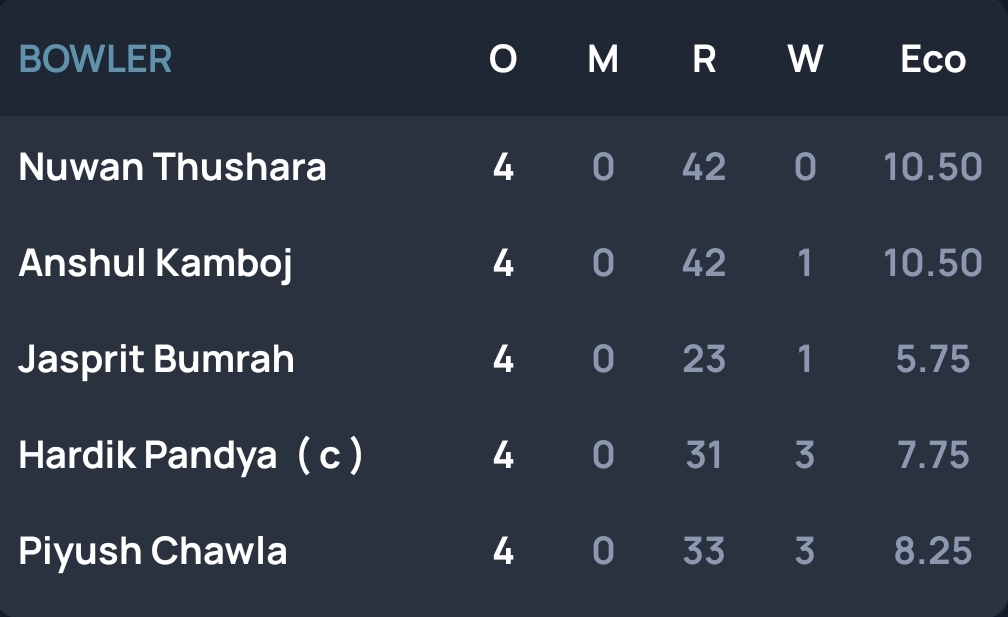 BOWLER O M R W Eco
Nuwan Thushara 4 0 42 0 10.50
Anshul Kamboj 4 0 42 1 10.50
Jasprit Bumrah 4 0 23 1 5.75
Hardik Pandya ( c ) 4 0 31 3 7.75
Piyush Chawla 4 0 33 3 8.25